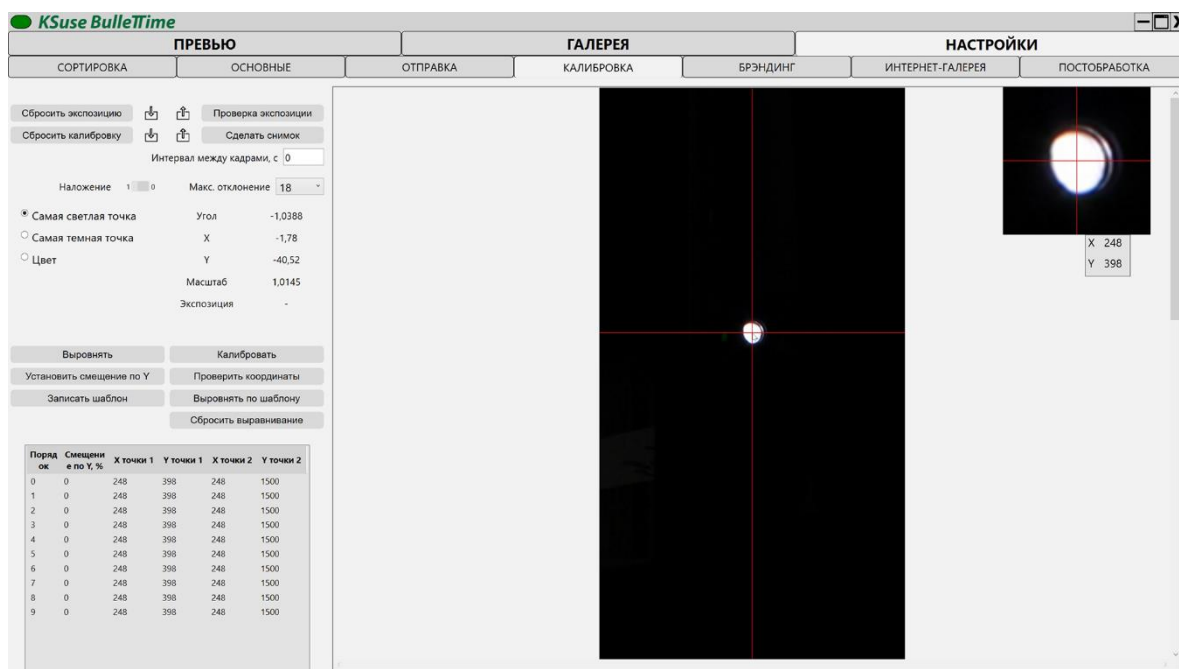 KSuse BulleTime
ПРЕВЬЮ ГАЛЕРЕЯ НАСТРОЙКИ
СОРТИРОВКА ОСНОВНЫЕ ОТПРАВКА КАЛИБРОВКА БРЭНДИНГ ИНТЕРНЕТ-ГАЛЕРЕЯ ПОСТОБРАБОТКА
Сбросить экспозицию Проверка экспозиции
Сбросить калибровку Сделать снимок
Интервал между кадрами, с 0
Наложение 1 0 Макс. отклонение 18
Самая светлая точка Угол -1,0388
Самая темная точка X -1,78
Цвет Y -40,52
Масштаб 1,0145
Экспозиция -
X 248
Y 398
Выровнять Калибровать
Установить смещение по Y Проверить координаты
Записать шаблон Выровнять по шаблону
Сбросить выравнивание
Поряд Смещени X точки 1 Y точки 1 X точки 2 Y точки 2
ок е по Y, %
0 0 248 398 248 1500
1 0 248 398 248 1500
2 0 248 398 248 1500
3 0 248 398 248 1500
4 0 248 398 248 1500
5 0 248 398 248 1500
6 0 248 398 248 1500
7 0 248 398 248 1500
8 0 248 398 248 1500
9 0 248 398 248 1500